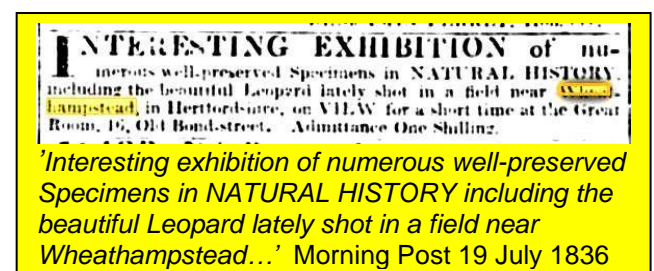 INTERESTING EXHIBITION of nu-
merous well-preserved Specimens in NATURAL HISTORY,
including the beautiful Leopard lately shot in a field near
hampstead, in Hertford-shire, on VIEW for a short time at the Great
Room, 16, Old Bond-street. Admittance One Shilling.
'Interesting exhibition of numerous well-preserved
Specimens in NATURAL HISTORY including the
beautiful Leopard lately shot in a field near
Wheathampstead…' Morning Post 19 July 1836